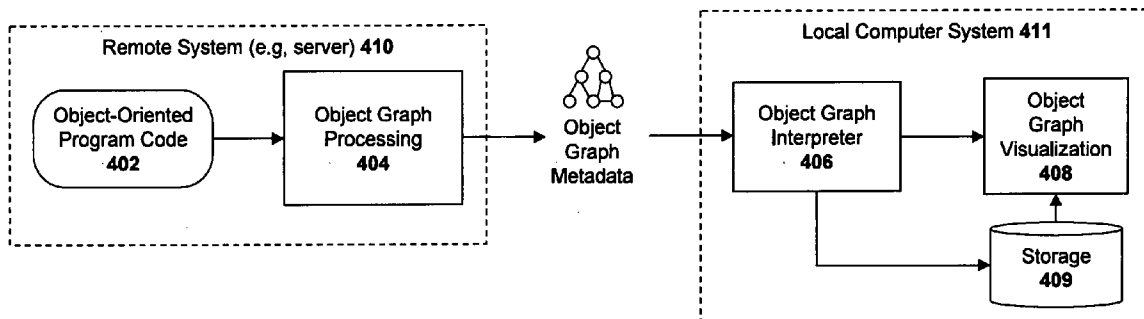 Remote System (e.g, server) 410
Object-Oriented
Program Code
402
Object Graph
Processing
404
Object
Graph
Metadata
Local Computer System 411
Object Graph
Interpreter
406
Object
Graph
Visualization
408
Storage
409